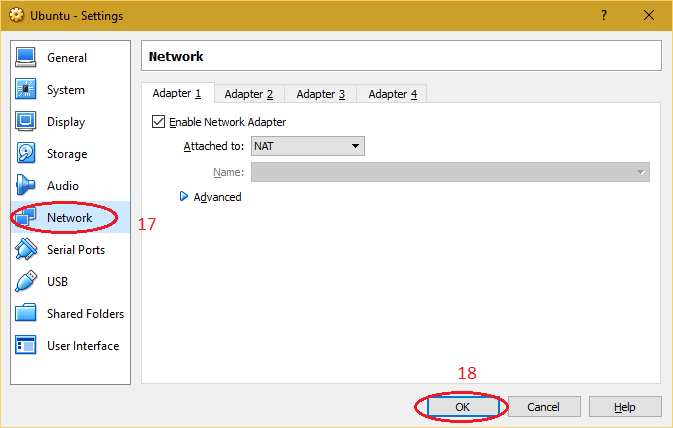 Ubuntu - Settings
?
General
System
Display
Storage
Audio
Network
17
Serial Ports
USB
Shared Folders
User Interface
Network
Adapter 1 Adapter 2 Adapter 3 Adapter 4
Enable Network Adapter
Attached to: NAT
Name:
Advanced
18
OK Cancel Help